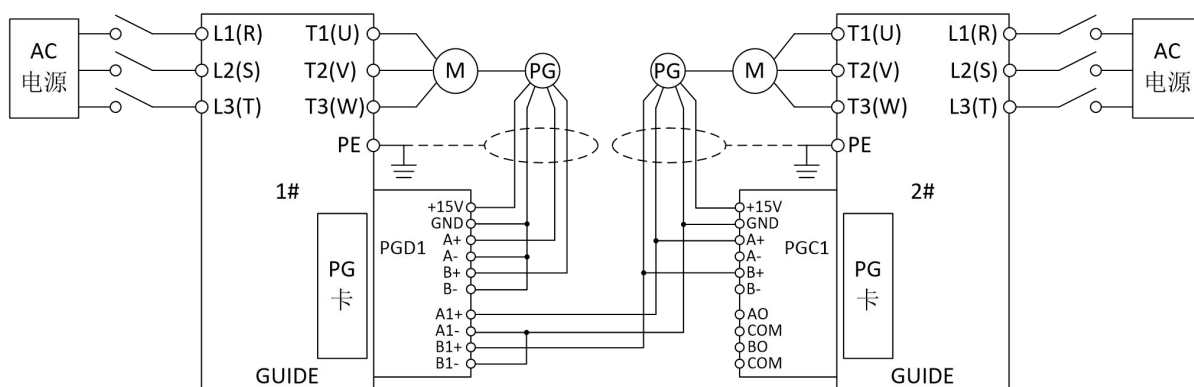 AC
电源
L1(R)
L2(S)
L3(T)
T1(U)
T2(V)
T3(W)
PE
M
PG
1#
PG
卡
GUIDE
PGD1
+15V
GND
A+
A-
B+
B-
A1+
A1-
B1+
B1-
PG
M
T1(U)
T2(V)
T3(W)
PE
L1(R)
L2(S)
L3(T)
AC
电源
2#
PGC1
+15V
GND
A+
A-
B+
B-
AO
COM
BO
COM
PG
卡
GUIDE